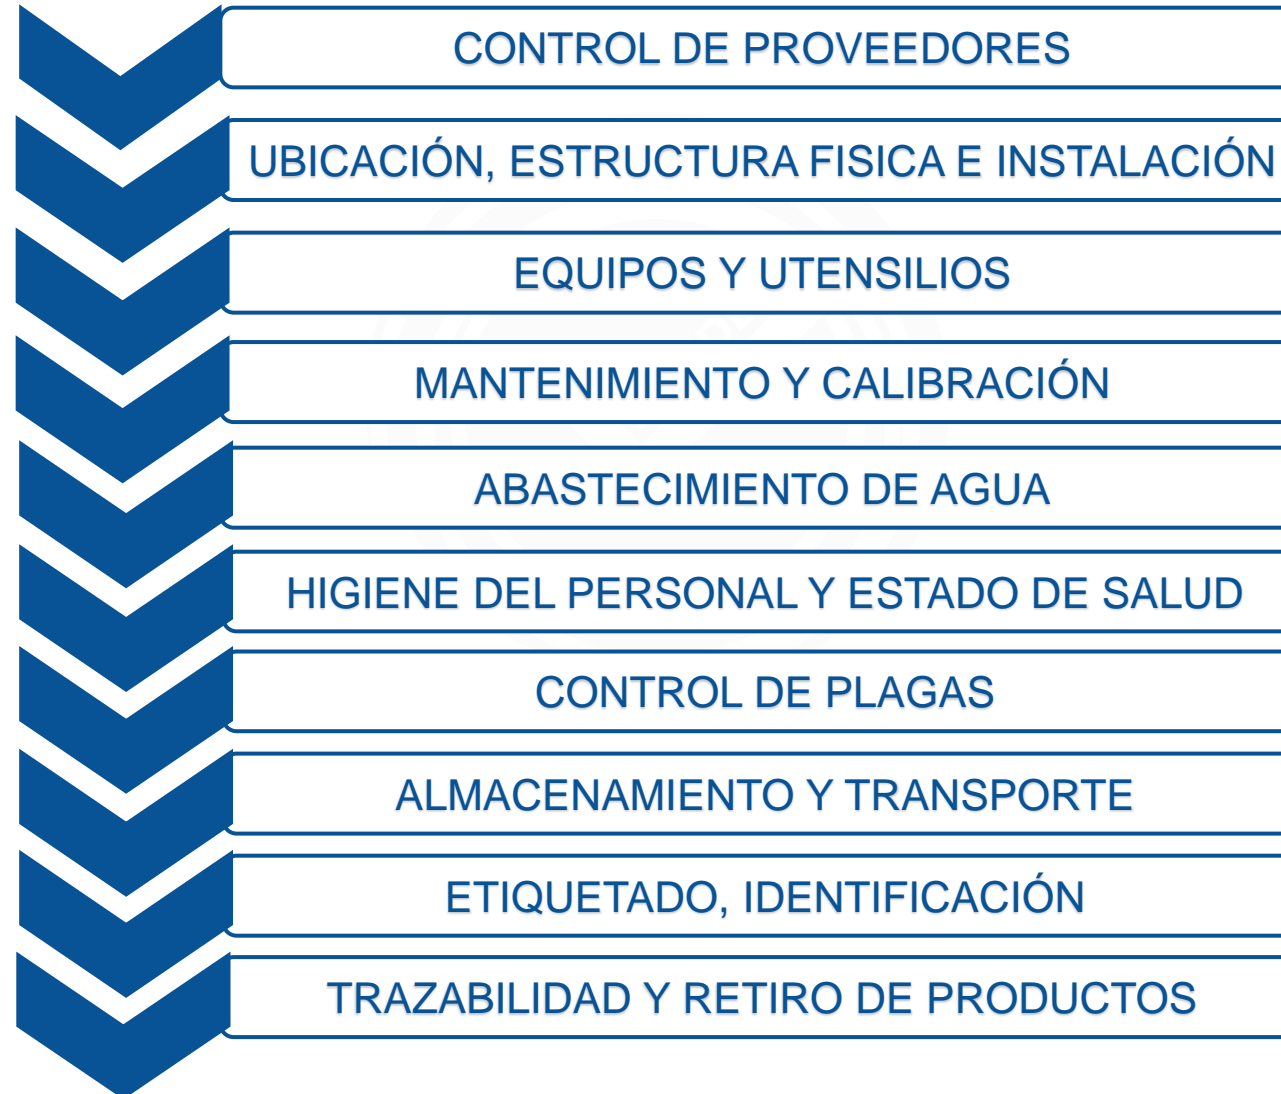 CONTROL DE PROVEEDORES
UBICACIÓN, ESTRUCTURA FISICA E INSTALACIÓN
EQUIPOS Y UTENSILIOS
MANTENIMIENTO Y CALIBRACIÓN
ABASTECIMIENTO DE AGUA
HIGIENE DEL PERSONAL Y ESTADO DE SALUD
CONTROL DE PLAGAS
ALMACENAMIENTO Y TRANSPORTE
ETIQUETADO, IDENTIFICACIÓN
TRAZABILIDAD Y RETIRO DE PRODUCTOS